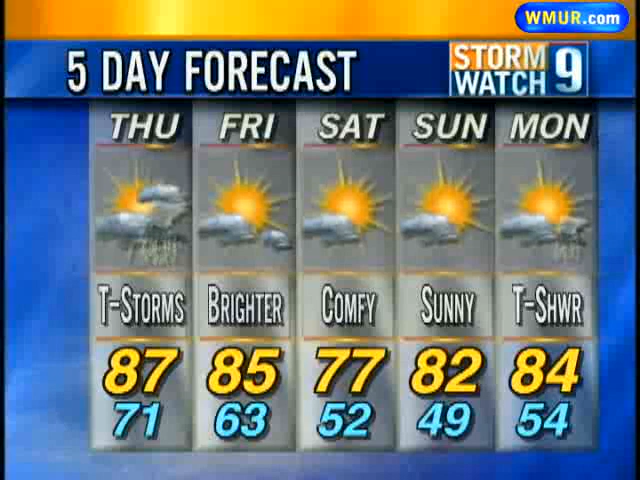 WMUR.com
5 DAY FORECAST
STORM WATCH 9
THU FRI SAT SUN MON
T-STORMS BRIGHTER COMFY SUNNY T-SHWR
87 85 77 82 84
71 63 52 49 54